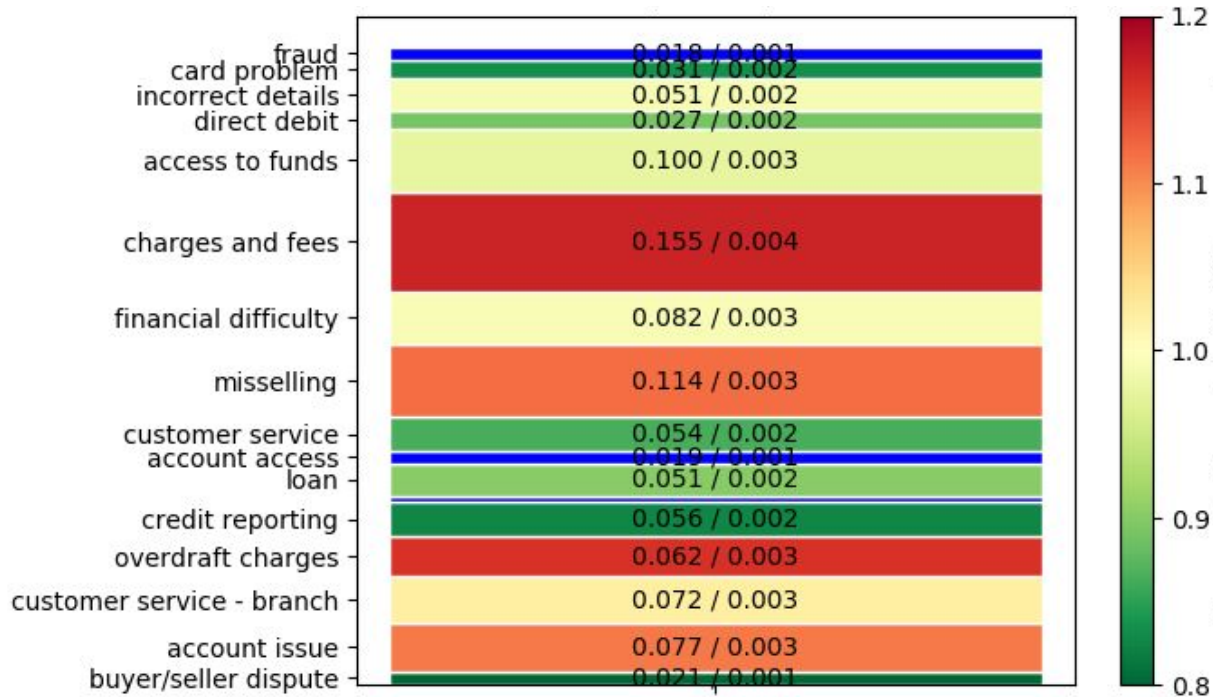 fraud 0.018 / 0.001
card problem 0.031 / 0.002
incorrect details 0.051 / 0.002
direct debit 0.027 / 0.002
access to funds 0.100 / 0.003
charges and fees 0.155 / 0.004
financial difficulty 0.082 / 0.003
misselling 0.114 / 0.003
customer service 0.054 / 0.002
account access 0.019 / 0.001
loan 0.051 / 0.002
credit reporting 0.056 / 0.002
overdraft charges 0.062 / 0.003
customer service - branch 0.072 / 0.003
account issue 0.077 / 0.003
buyer/seller dispute 0.021 / 0.001
1.2
1.1
1.0
0.9
0.8